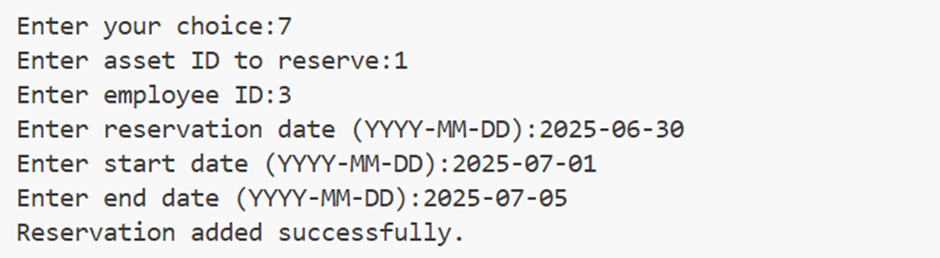 Enter your choice:7
Enter asset ID to reserve:1
Enter employee ID:3
Enter reservation date (YYYY-MM-DD):2025-06-30
Enter start date (YYYY-MM-DD):2025-07-01
Enter end date (YYYY-MM-DD):2025-07-05
Reservation added successfully.